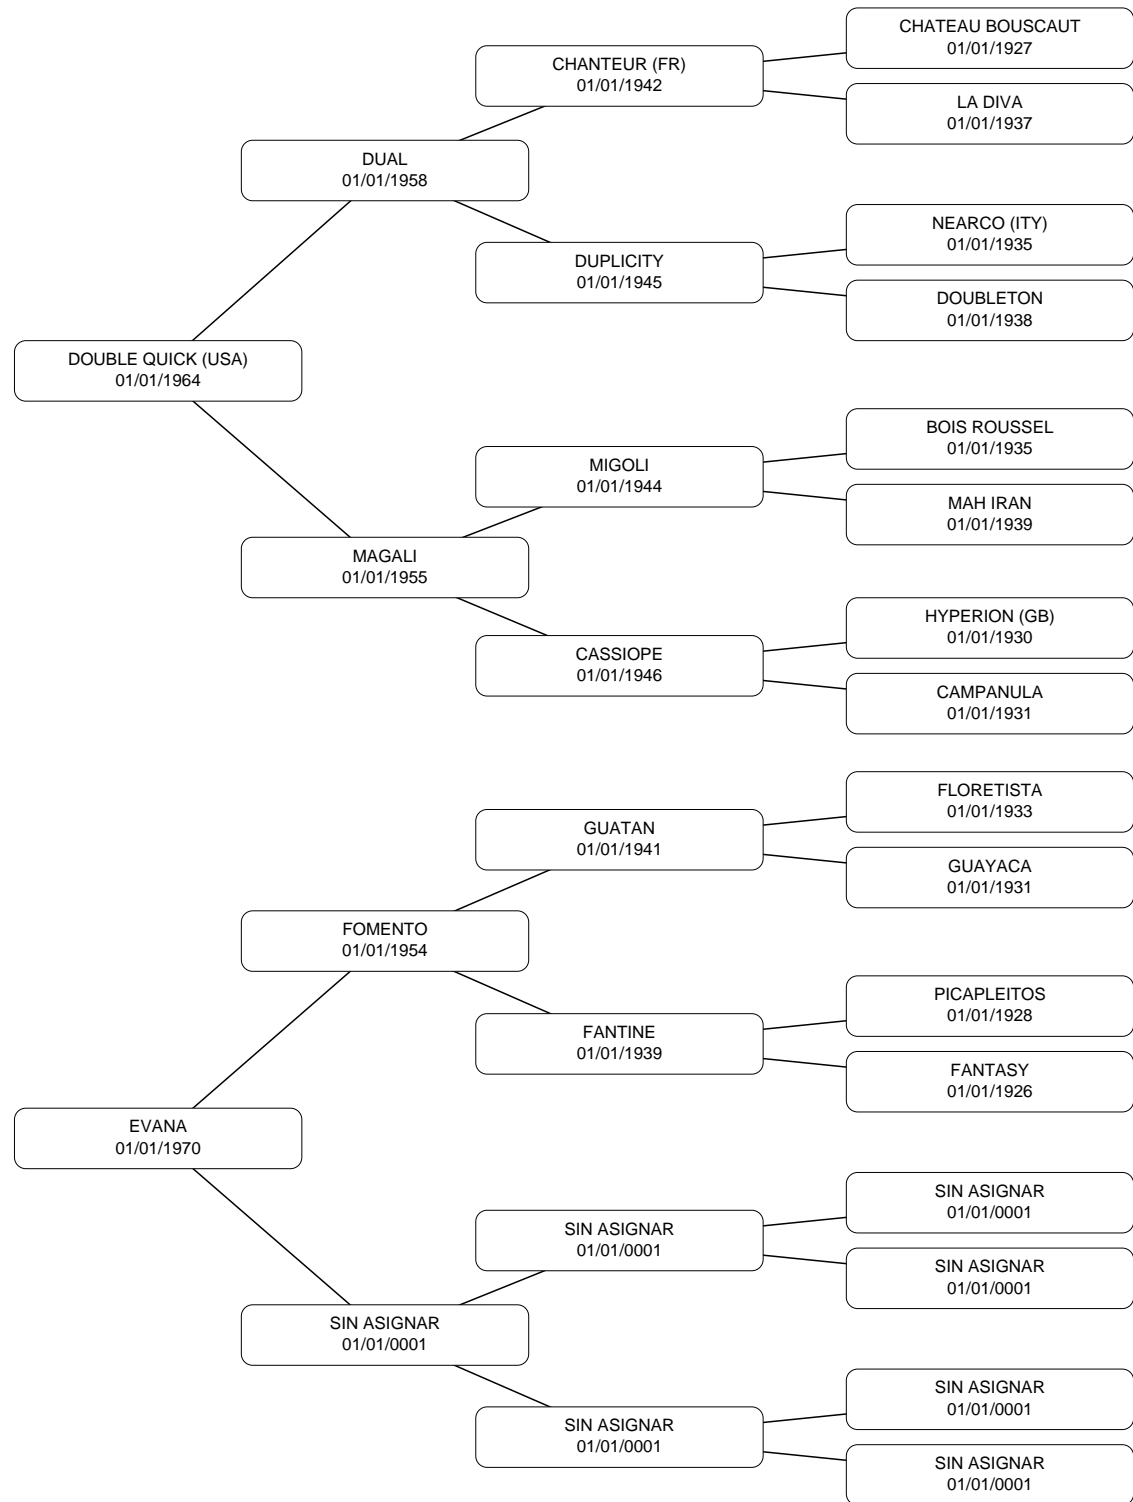 CHATEAU BOUSCAUT
01/01/1927
CHANTEUR (FR)
01/01/1942
LA DIVA
01/01/1937
DUAL
01/01/1958
NEARCO (ITY)
01/01/1935
DUPLICITY
01/01/1945
DOUBLETON
01/01/1938
DOUBLE QUICK (USA)
01/01/1964
BOIS ROUSSEL
01/01/1935
MIGOLI
01/01/1944
MAH IRAN
01/01/1939
MAGALI
01/01/1955
HYPERION (GB)
01/01/1930
CASSIOPE
01/01/1946
CAMPANULA
01/01/1931
FLORETISTA
01/01/1933
GUATAN
01/01/1941
GUAYACA
01/01/1931
FOMENTO
01/01/1954
PICAPLEITOS
01/01/1928
FANTINE
01/01/1939
FANTASY
01/01/1926
EVANA
01/01/1970
SIN ASIGNAR
01/01/0001
SIN ASIGNAR
01/01/0001
SIN ASIGNAR
01/01/0001
SIN ASIGNAR
01/01/0001
SIN ASIGNAR
01/01/0001
SIN ASIGNAR
01/01/0001
SIN ASIGNAR
01/01/0001